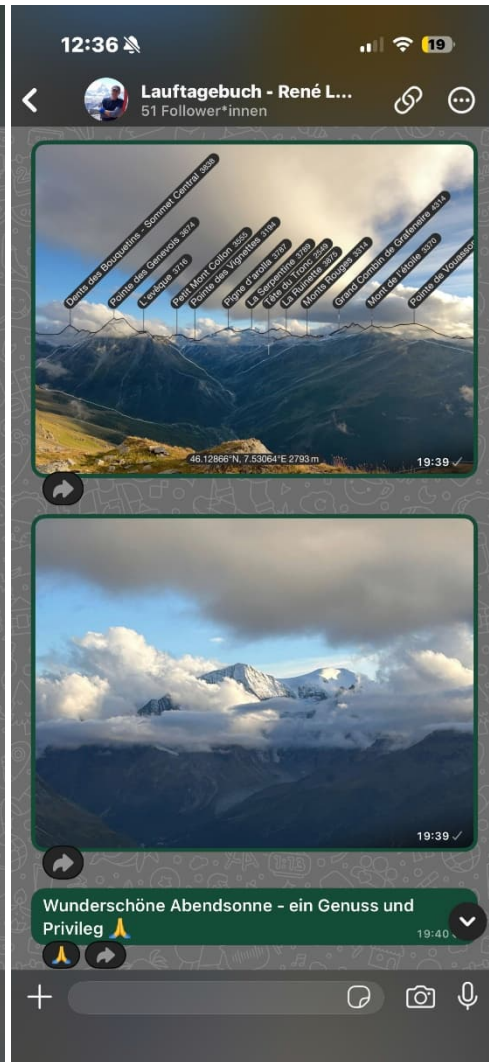 12:36
19
Lauftagebuch - René L...
51 Follower*innen
Dents des Bouquetins - Sommet Central 3838
Pointe des Genevois 3674
L'évêque 3716
Petit Mont Collon 3555
Pointe des Vignettes 3194
Pigne d'arolla 3787
La Serpentine 3789
Tête du Tronc 2549
La Ruinette 3875
Monts Rouges 3314
Grand Combin de Grafeneire 4314
Mont de l'étoile 3370
Pointe de Vouasson
46.12866°N, 7.53064°E 2793 m
19:39
19:39
Wunderschöne Abendsonne - ein Genuss und
Privileg 🙏
19:40
🙏